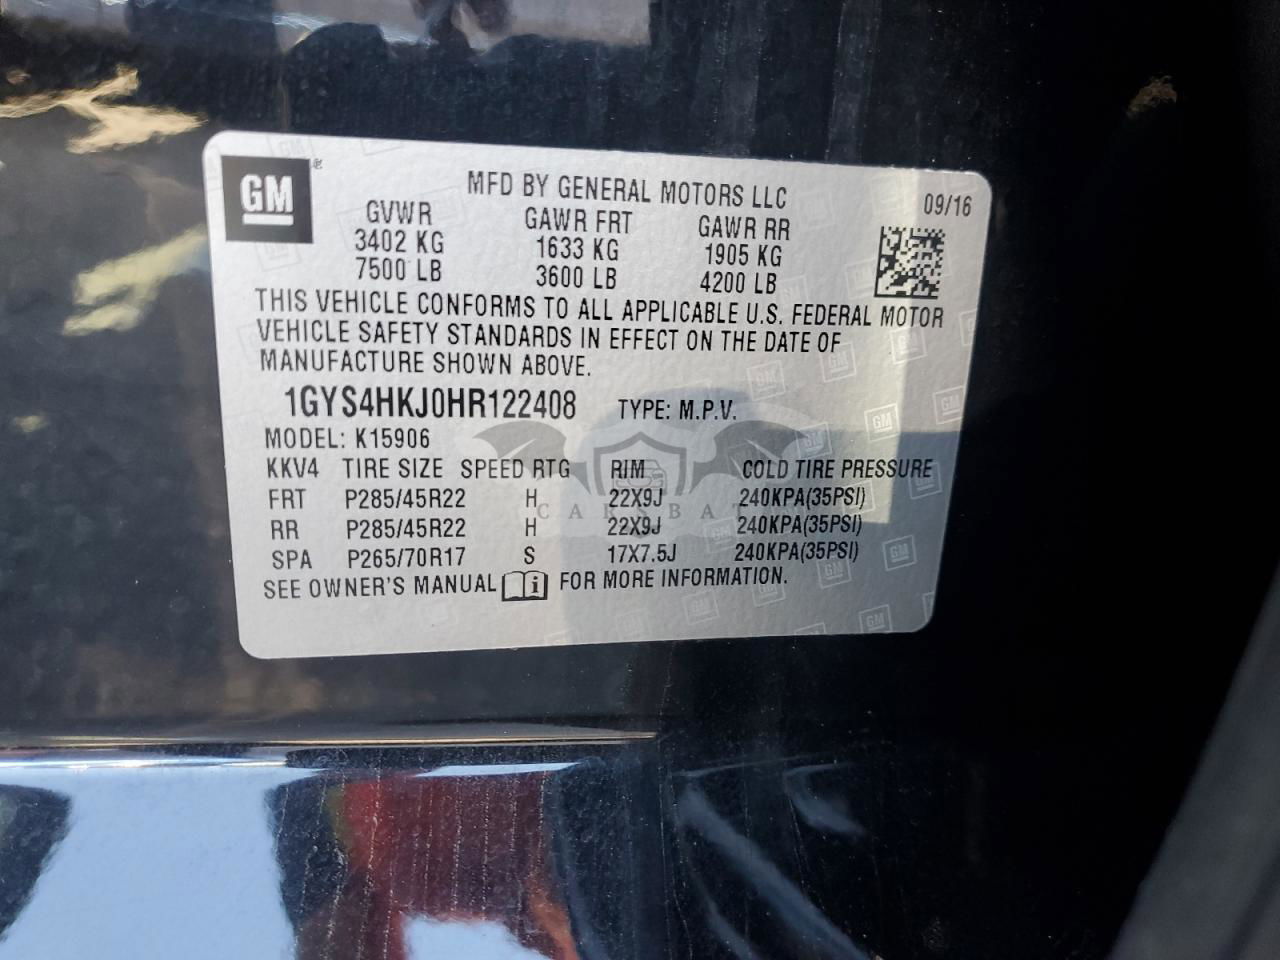 GM
MFD BY GENERAL MOTORS LLC 09/16
GVWR GAWR FRT GAWR RR
3402 KG 1633 KG 1905 KG
7500 LB 3600 LB 4200 LB
THIS VEHICLE CONFORMS TO ALL APPLICABLE U.S. FEDERAL MOTOR
VEHICLE SAFETY STANDARDS IN EFFECT ON THE DATE OF
MANUFACTURE SHOWN ABOVE.
1GYS4HKJ0HR122408 TYPE: M.P.V.
MODEL: K15906
KKV4 TIRE SIZE SPEED RTG RIM COLD TIRE PRESSURE
FRT P285/45R22 H 22X9J 240KPA(35PSI)
CARSBAT
RR P285/45R22 H 22X9J 240KPA(35PSI)
SPA P265/70R17 S 17X7.5J 240KPA(35PSI)
SEE OWNER'S MANUAL i FOR MORE INFORMATION.